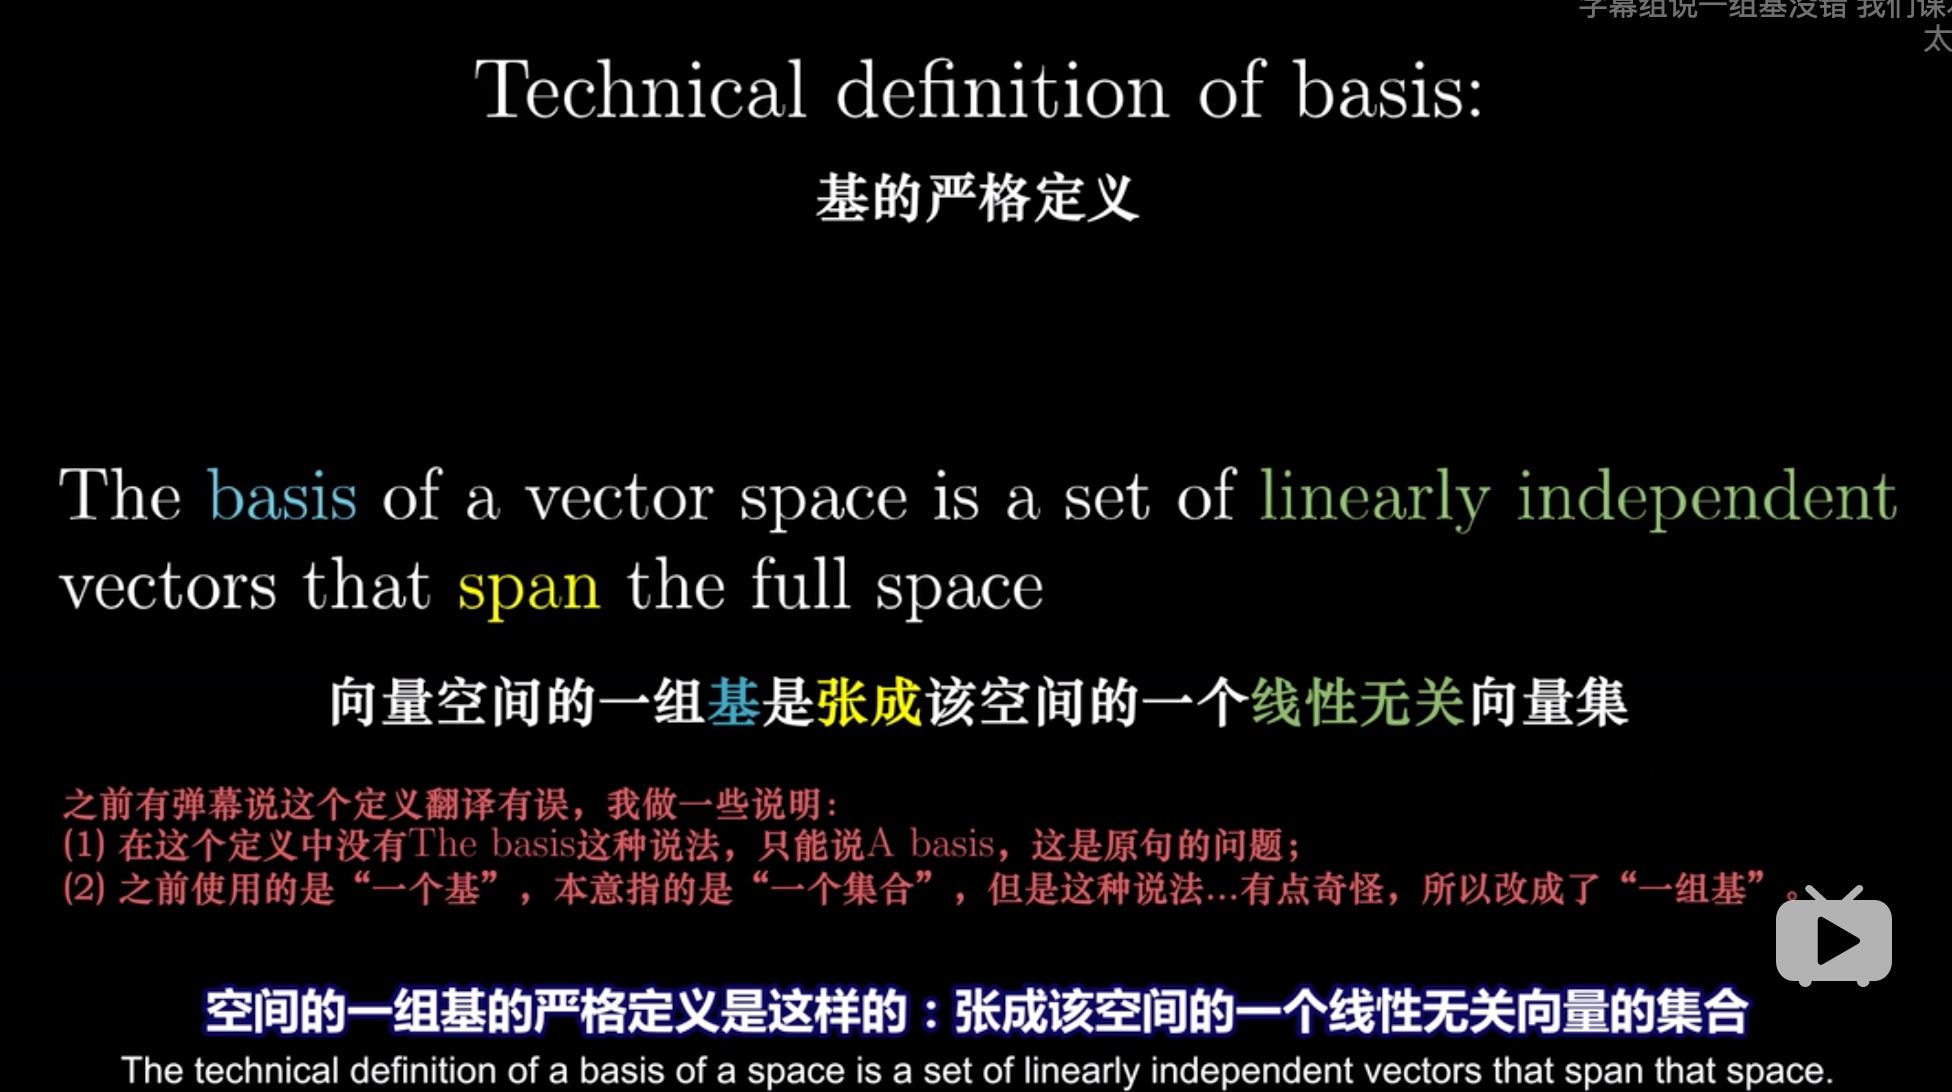 字幕组说一组基没错 我们课
太
Technical definition of basis:
基的严格定义
The basis of a vector space is a set of linearly independent
vectors that span the full space
向量空间的一组基是张成该空间的一个线性无关向量集
之前有弹幕说这个定义翻译有误，我做一些说明：
(1) 在这个定义中没有The basis这种说法，只能说A basis，这是原句的问题；
(2) 之前使用的是“一个基”，本意指的是“一个集合”，但是这种说法...有点奇怪，所以改成了“一组基”。
空间的一组基的严格定义是这样的：张成该空间的一个线性无关向量的集合
The technical definition of a basis of a space is a set of linearly independent vectors that span that space.